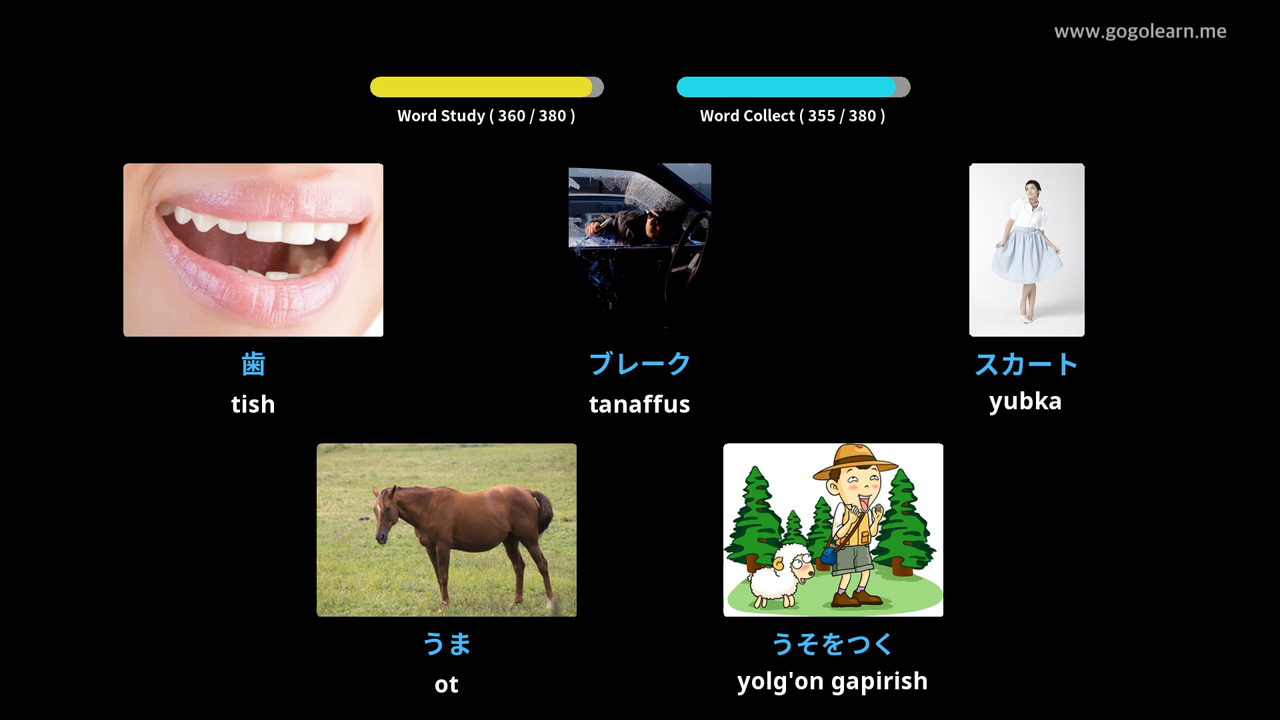 www.gogolearn.me
Word Study ( 360 / 380 )
Word Collect ( 355 / 380 )
歯
tish
ブレーク
tanaffus
スカート
yubka
うま
ot
うそをつく
yolg'on gapirish